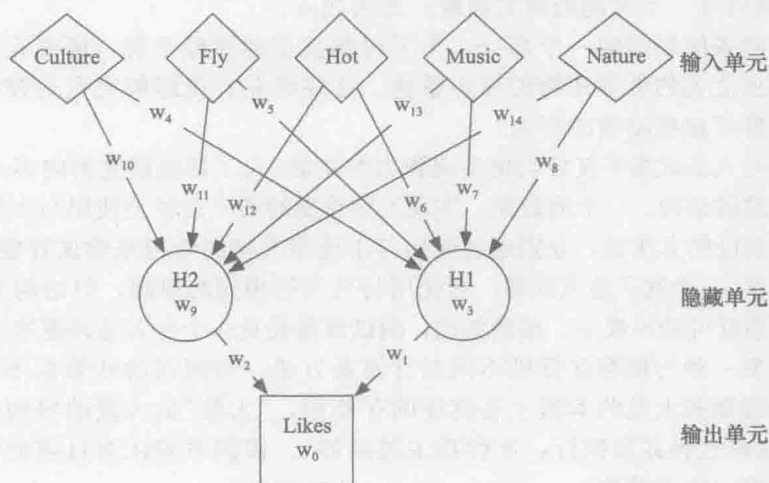 Culture Fly Hot Music Nature 输入单元
w₄ w₅ w₁₃ w₁₄
w₁₀ w₁₁ w₁₂ w₆ w₇ w₈
H2 H1
w₉ w₃ 隐藏单元
w₂ w₁
Likes
w₀ 输出单元